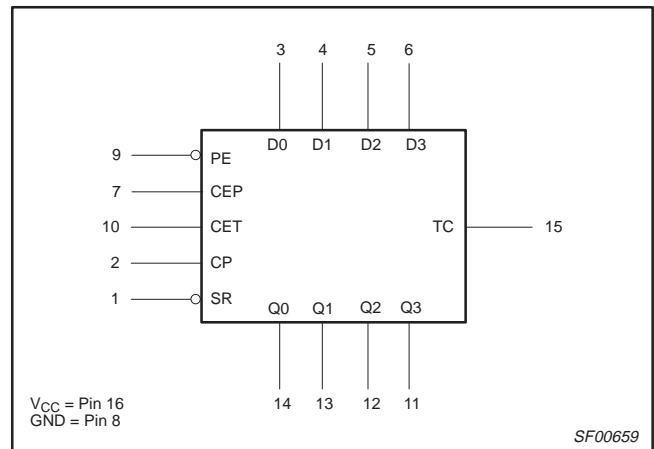 3 4 5 6
D0 D1 D2 D3
9 PE
7 CEP
10 CET TC 15
2 CP
1 SR
Q0 Q1 Q2 Q3
14 13 12 11
VCC = Pin 16
GND = Pin 8
SF00659